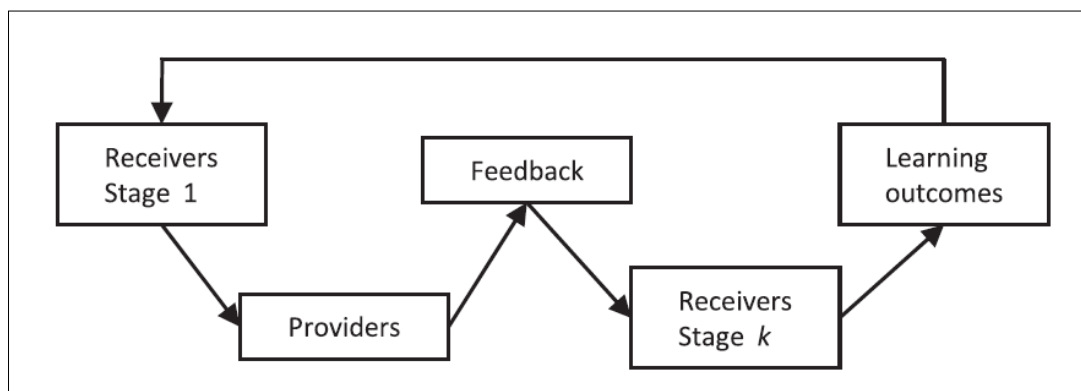 Receivers
Stage 1
Providers
Feedback
Receivers
Stage k
Learning
outcomes